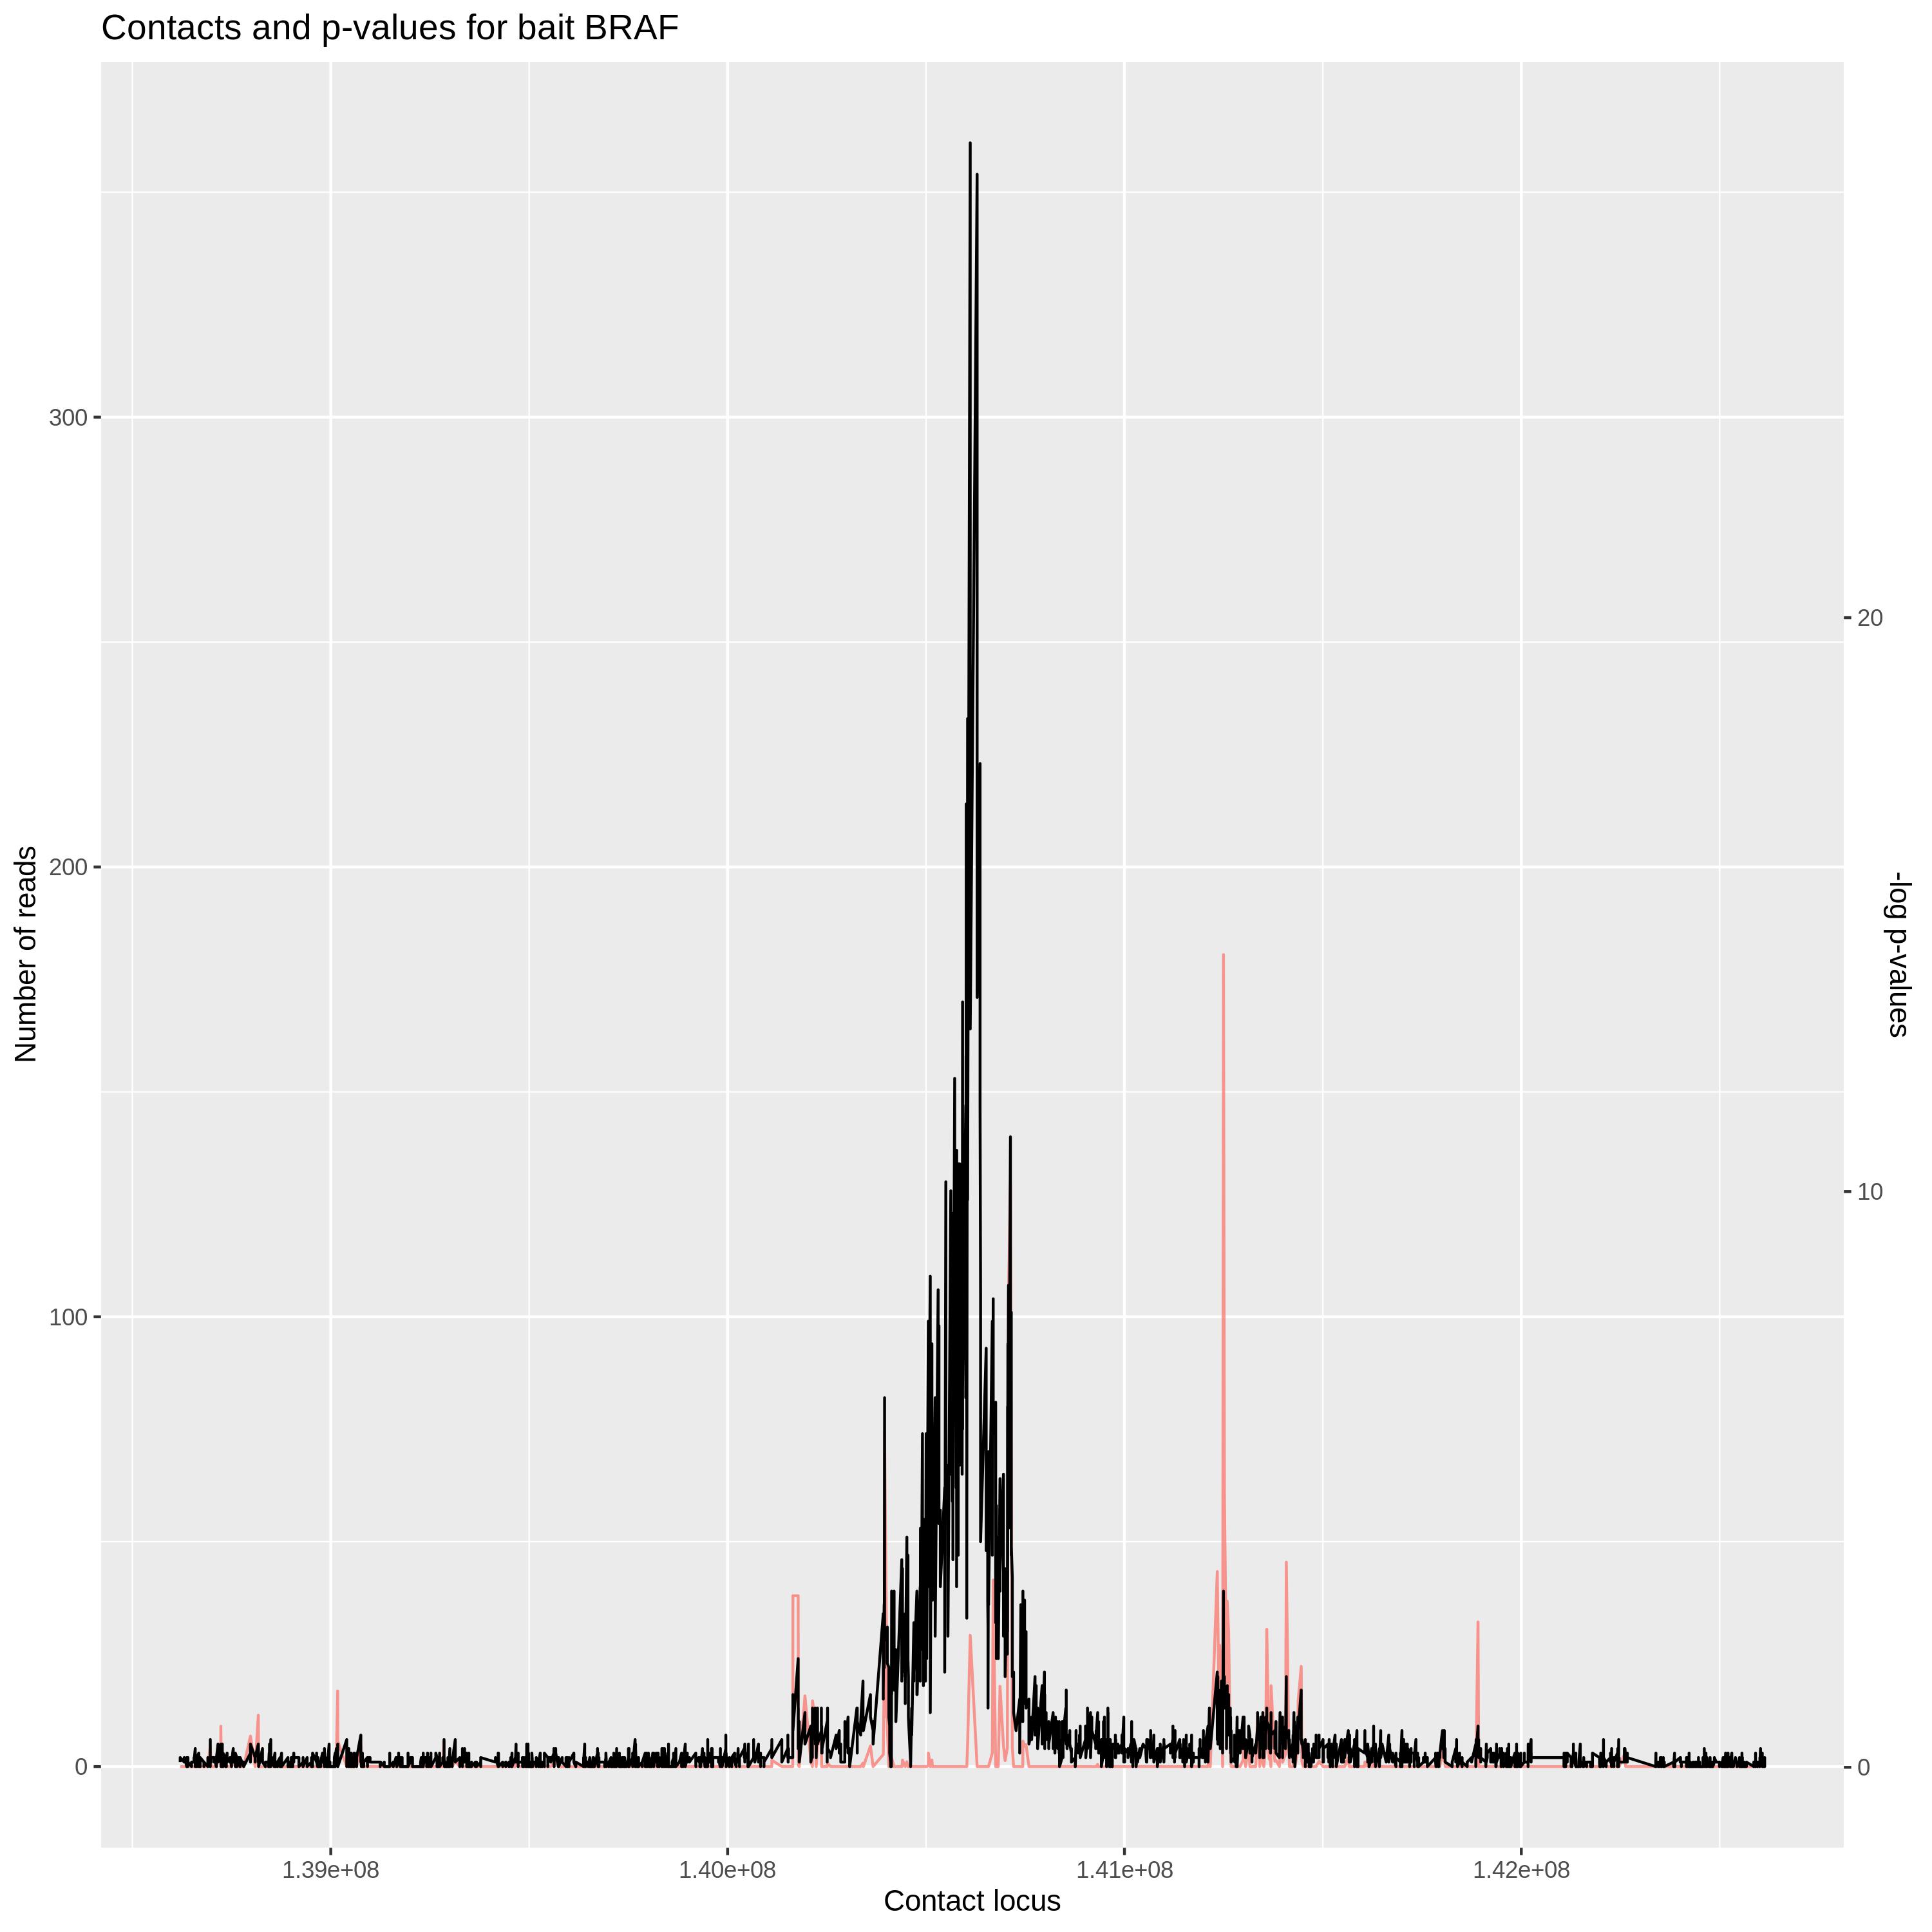 Contacts and p-values for bait BRAF
300
200
100
0
Number of reads
20
10
0
-log p-values
1.39e+08
1.40e+08
1.41e+08
1.42e+08
Contact locus